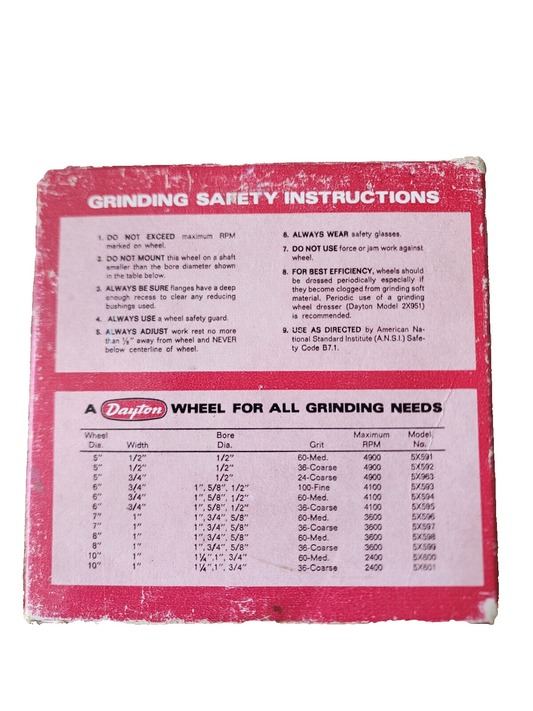 GRINDING SAFETY INSTRUCTIONS
1. DO NOT EXCEED maximum RPM
marked on wheel.
2. DO NOT MOUNT this wheel on a shaft
smaller than the bore diameter shown
in the table below.
3. ALWAYS BE SURE flanges have a deep
enough recess to clear any reducing
bushings used.
4. ALWAYS USE a wheel safety guard.
5. ALWAYS ADJUST work rest no more
than 1/8" away from wheel and NEVER
below centerline of wheel.
6. ALWAYS WEAR safety glasses.
7. DO NOT USE force or jam work against
wheel.
8. FOR BEST EFFICIENCY, wheels should
be dressed periodically especially if
they become clogged from grinding soft
material. Periodic use of a grinding
wheel dresser (Dayton Model 2X951)
is recommended.
9. USE AS DIRECTED by American Na-
tional Standard Institute (A.N.S.I.) Safe-
ty Code B7.1.
A Dayton WHEEL FOR ALL GRINDING NEEDS
Wheel Dia. Width Bore Dia. Grit Maximum RPM Model No.
5" 1/2" 1/2" 60-Med. 4900 5X591
5" 1/2" 1/2" 36-Coarse 4900 5X592
5" 3/4" 1/2" 24-Coarse 4900 5X963
6" 3/4" 1", 5/8", 1/2" 100-Fine 4100 5X593
6" 3/4" 1", 5/8", 1/2" 60-Med. 4100 5X594
6" 3/4" 1", 5/8", 1/2" 36-Coarse 4100 5X595
7" 1" 1", 3/4", 5/8" 60-Med. 3600 5X596
7" 1" 1", 3/4", 5/8" 36-Coarse 3600 5X597
8" 1" 1", 3/4", 5/8" 60-Med. 3600 5X598
8" 1" 1", 3/4", 5/8" 36-Coarse 3600 5X599
10" 1" 1¼",1", 3/4" 60-Med. 2400 5X600
10" 1" 1¼",1", 3/4" 36-Coarse 2400 5X601